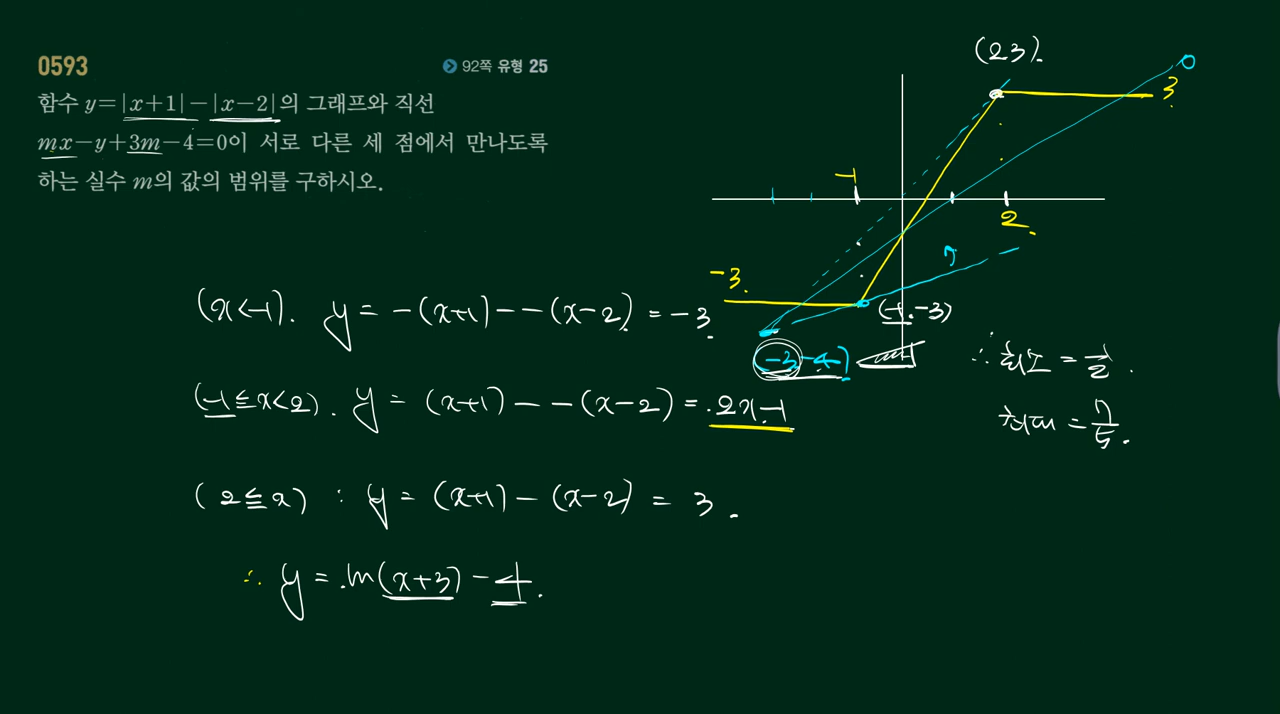 0593
92쪽 유형 25
함수 y=|x+1|-|x-2|의 그래프와 직선
mx-y+3m-4=0이 서로 다른 세 점에서 만나도록
하는 실수 m의 값의 범위를 구하시오.
(2 3).
3
-1
2
-3.
(-1, -3)
(-3 -4)
(x<-1). y = -(x+1) - -(x-2) = -3.
(-1≦x<2). y = (x+1) - -(x-2) = 2x-1
(2≦x) : y = (x+1) - (x-2) = 3.
∴ y = m(x+3) - 4.
∴ 최소 = 1/2.
최대 = 7/5.